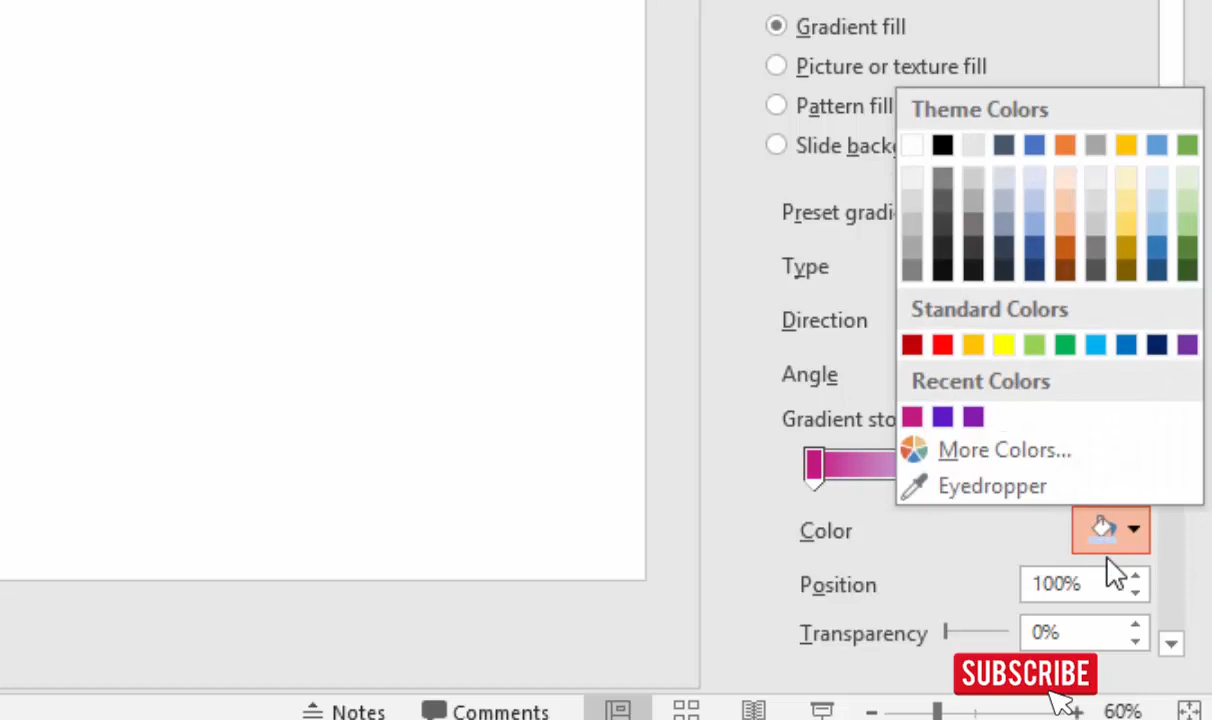 Gradient fill
Picture or texture fill
Pattern fill
Slide back
Theme Colors
Preset gradi
Type
Direction
Standard Colors
Angle
Recent Colors
Gradient sto
More Colors...
Eyedropper
Color
Position
100%
Transparency
0%
SUBSCRIBE
Notes
Comments
60%